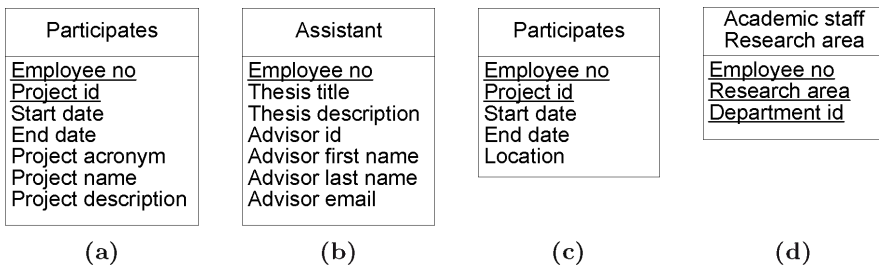 Participates
Employee no
Project id
Start date
End date
Project acronym
Project name
Project description
(a)
Assistant
Employee no
Thesis title
Thesis description
Advisor id
Advisor first name
Advisor last name
Advisor email
(b)
Participates
Employee no
Project id
Start date
End date
Location
(c)
Academic staff
Research area
Employee no
Research area
Department id
(d)